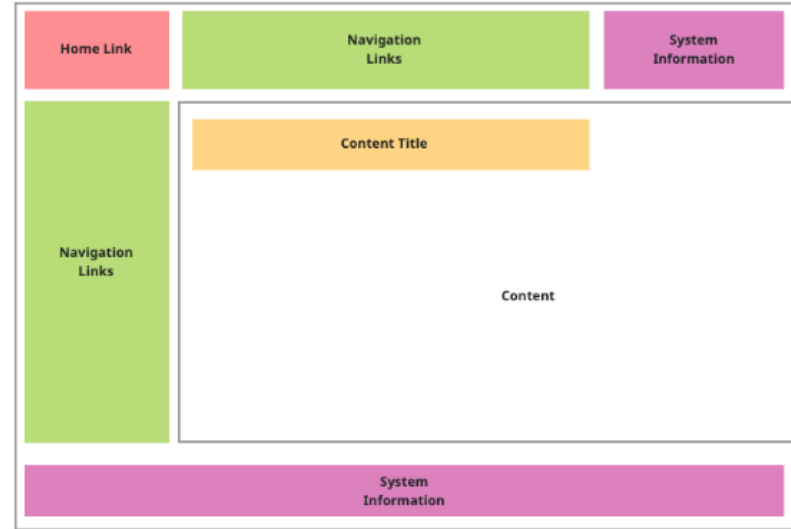 Home Link
Navigation
Links
System
Information
Content Title
Navigation
Links
Content
System
Information